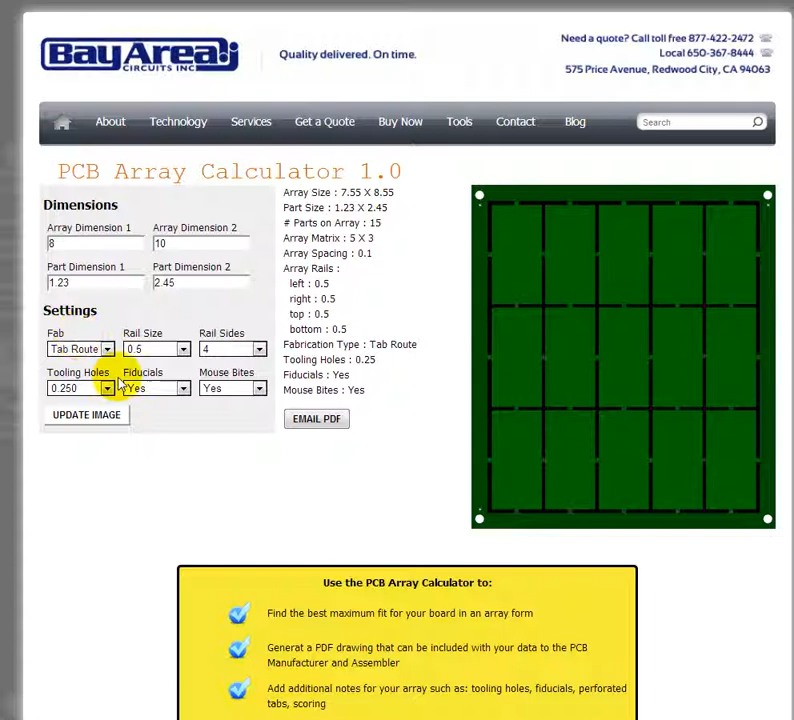 BayArea
CIRCUITS INC
Quality delivered. On time.
Need a quote? Call toll free 877-422-2472
Local 650-367-8444
575 Price Avenue, Redwood City, CA 94063
About Technology Services Get a Quote Buy Now Tools Contact Blog Search
PCB Array Calculator 1.0
Dimensions
Array Dimension 1 Array Dimension 2
8 10
Part Dimension 1 Part Dimension 2
1.23 2.45
Settings
Fab Rail Size Rail Sides
Tab Route 0.5 4
Tooling Holes Fiducials Mouse Bites
0.250 Yes Yes
UPDATE IMAGE
Array Size : 7.55 X 8.55
Part Size : 1.23 X 2.45
# Parts on Array : 15
Array Matrix : 5 X 3
Array Spacing : 0.1
Array Rails :
left : 0.5
right : 0.5
top : 0.5
bottom : 0.5
Fabrication Type : Tab Route
Tooling Holes : 0.25
Fiducials : Yes
Mouse Bites : Yes
EMAIL PDF
Use the PCB Array Calculator to:
Find the best maximum fit for your board in an array form
Generat a PDF drawing that can be included with your data to the PCB
Manufacturer and Assembler
Add additional notes for your array such as: tooling holes, fiducials, perforated
tabs, scoring